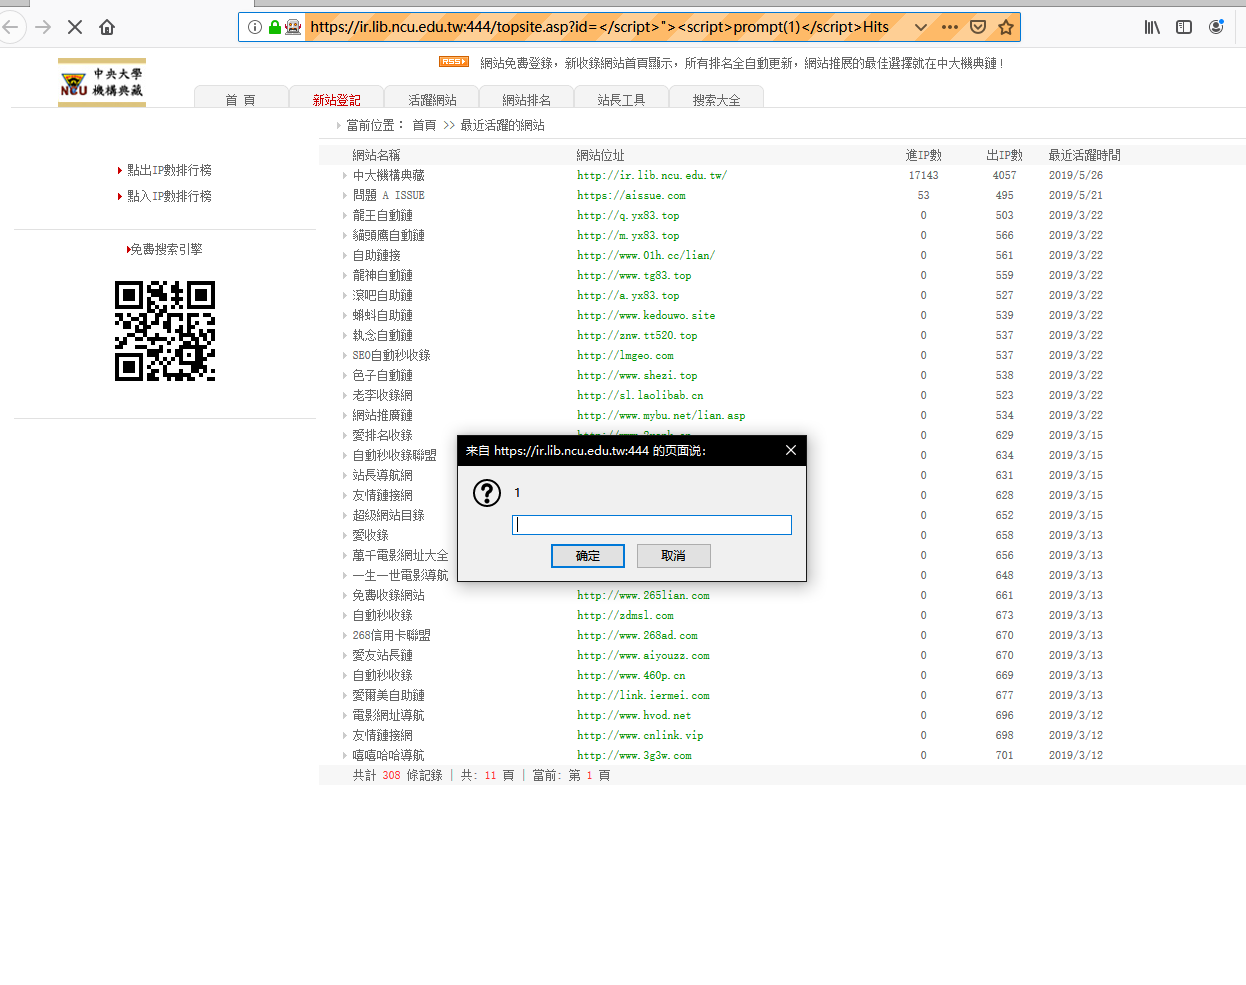 https://ir.lib.ncu.edu.tw:444/topsite.asp?id=</script>"><script>prompt(1)</script>Hits
中央大學
NCU 機構典藏
RSS 網站免費登錄，新收錄網站首頁顯示，所有排名全自動更新，網站推展的最佳選擇就在中大機典鏈！
首 頁 新站登記 活躍網站 網站排名 站長工具 搜索大全
當前位置： 首頁 >> 最近活躍的網站
點出IP數排行榜
點入IP數排行榜
免費搜索引擎
網站名稱 網站位址 進IP數 出IP數 最近活躍時間
中大機構典藏 http://ir.lib.ncu.edu.tw/ 17143 4057 2019/5/26
問題 A ISSUE https://aissue.com 53 495 2019/5/21
龍王自動鏈 http://q.yx83.top 0 503 2019/3/22
貓頭鷹自動鏈 http://m.yx83.top 0 566 2019/3/22
自助鏈接 http://www.01h.cc/lian/ 0 561 2019/3/22
龍神自動鏈 http://www.tg83.top 0 559 2019/3/22
滾吧自助鏈 http://a.yx83.top 0 527 2019/3/22
蝌蚪自助鏈 http://www.kedouwo.site 0 539 2019/3/22
執念自動鏈 http://znw.tt520.top 0 537 2019/3/22
SEO自動秒收錄 http://lmgeo.com 0 537 2019/3/22
色子自動鏈 http://www.shezi.top 0 538 2019/3/22
老李收錄網 http://sl.laolibab.cn 0 523 2019/3/22
網站推廣鏈 http://www.mybu.net/lian.asp 0 534 2019/3/22
愛排名收錄 0 629 2019/3/15
自動秒收錄聯盟 0 634 2019/3/15
站長導航網 0 631 2019/3/15
友情鏈接網 0 628 2019/3/15
超級網站目錄 0 652 2019/3/15
愛收錄 0 658 2019/3/13
萬千電影網址大全 0 656 2019/3/13
一生一世電影導航 0 648 2019/3/13
免費收錄網站 http://www.265lian.com 0 661 2019/3/13
自動秒收錄 http://zdmsl.com 0 673 2019/3/13
268信用卡聯盟 http://www.268ad.com 0 670 2019/3/13
愛友站長鏈 http://www.aiyouzz.com 0 670 2019/3/13
自動秒收錄 http://www.460p.cn 0 669 2019/3/13
愛爾美自助鏈 http://link.iermei.com 0 677 2019/3/13
電影網址導航 http://www.hvod.net 0 696 2019/3/12
友情鏈接網 http://www.cnlink.vip 0 698 2019/3/12
嘻嘻哈哈導航 http://www.3g3w.com 0 701 2019/3/12
共計 308 條記錄 | 共: 11 頁 | 當前: 第 1 頁
来自 https://ir.lib.ncu.edu.tw:444 的页面说：
1
确定 取消